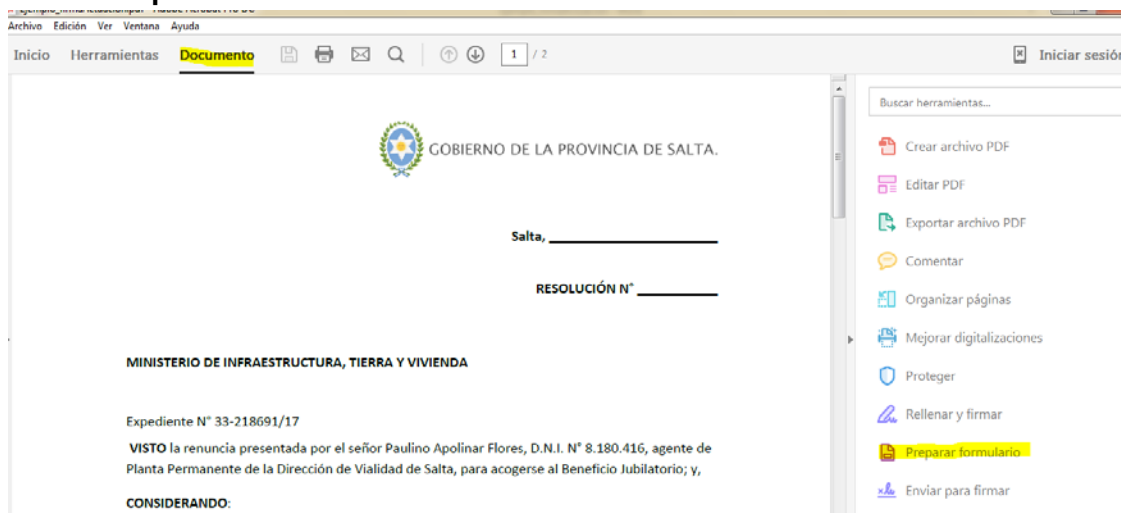 Archivo Edición Ver Ventana Ayuda
Inicio Herramientas Documento 1 / 2 Iniciar sesión
Buscar herramientas...
Crear archivo PDF
Editar PDF
Exportar archivo PDF
Comentar
Organizar páginas
Mejorar digitalizaciones
Proteger
Rellenar y firmar
Preparar formulario
Enviar para firmar
GOBIERNO DE LA PROVINCIA DE SALTA.
Salta, ____________________
RESOLUCIÓN N° __________
MINISTERIO DE INFRAESTRUCTURA, TIERRA Y VIVIENDA
Expediente N° 33-218691/17
VISTO la renuncia presentada por el señor Paulino Apolinar Flores, D.N.I. N° 8.180.416, agente de
Planta Permanente de la Dirección de Vialidad de Salta, para acogerse al Beneficio Jubilatorio; y,
CONSIDERANDO: